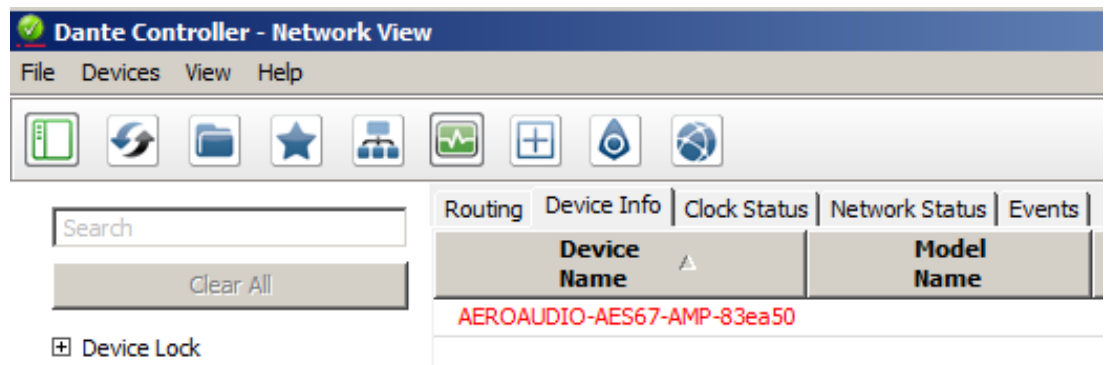 Dante Controller - Network View
File Devices View Help
Search
Clear All
Device Lock
Routing Device Info Clock Status Network Status Events
Device Name Model Name
AEROAUDIO-AES67-AMP-83ea50